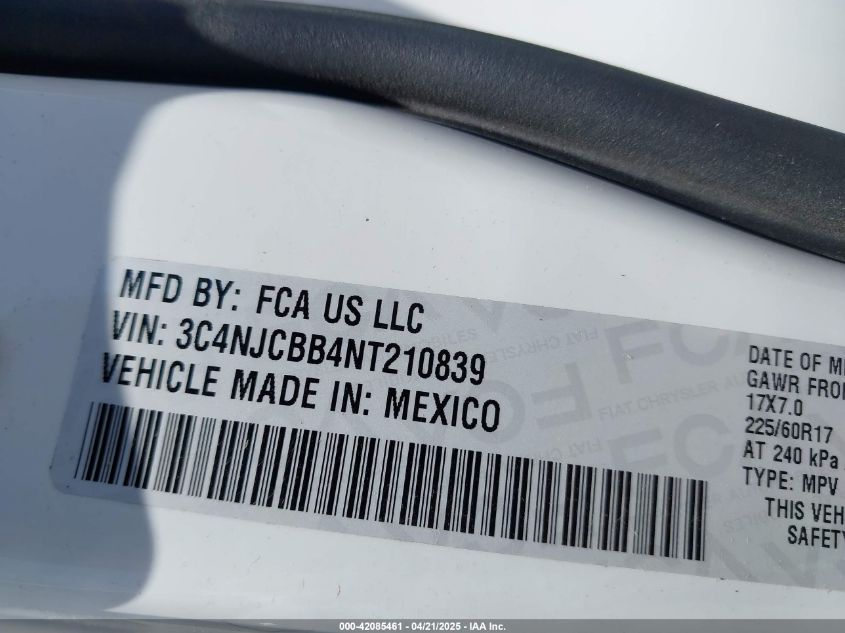 MFD BY: FCA US LLC
VIN: 3C4NJCBB4NT210839
VEHICLE MADE IN: MEXICO
DATE OF M
GAWR FRO
17X7.0
225/60R17
AT 240 kPa
TYPE: MPV
THIS VEH
SAFETY
000-42085461 - 04/21/2025 - IAA Inc.